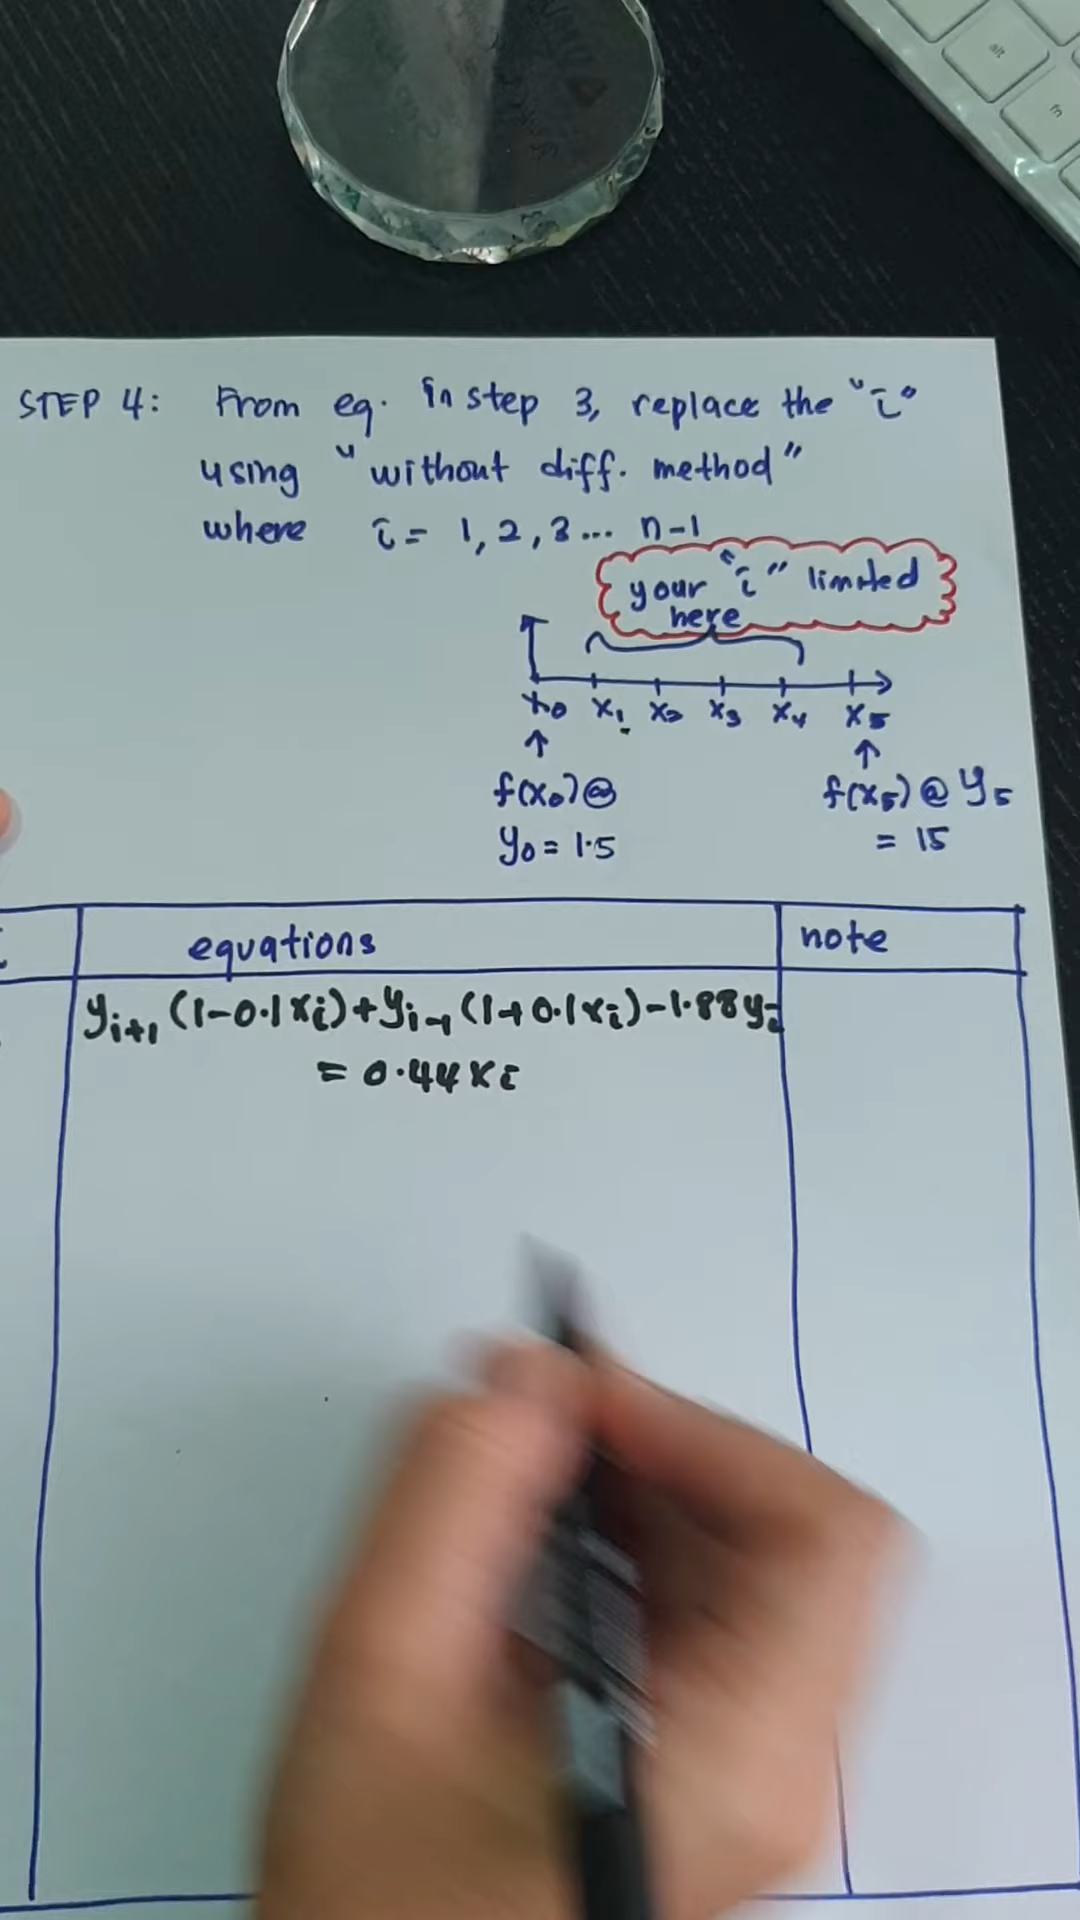 alt
fn
STEP 4: From eq. in step 3, replace the "i"
using "without diff. method"
where i = 1, 2, 3... n-1
your "i" limited
here
x0 x1 x2 x3 x4 x5
f(x0) @
y0 = 1.5
f(x5) @ y5
= 15
equations
note
yi+1 (1-0.1xi) + yi-1 (1+0.1xi) - 1.88yi
= 0.44xi